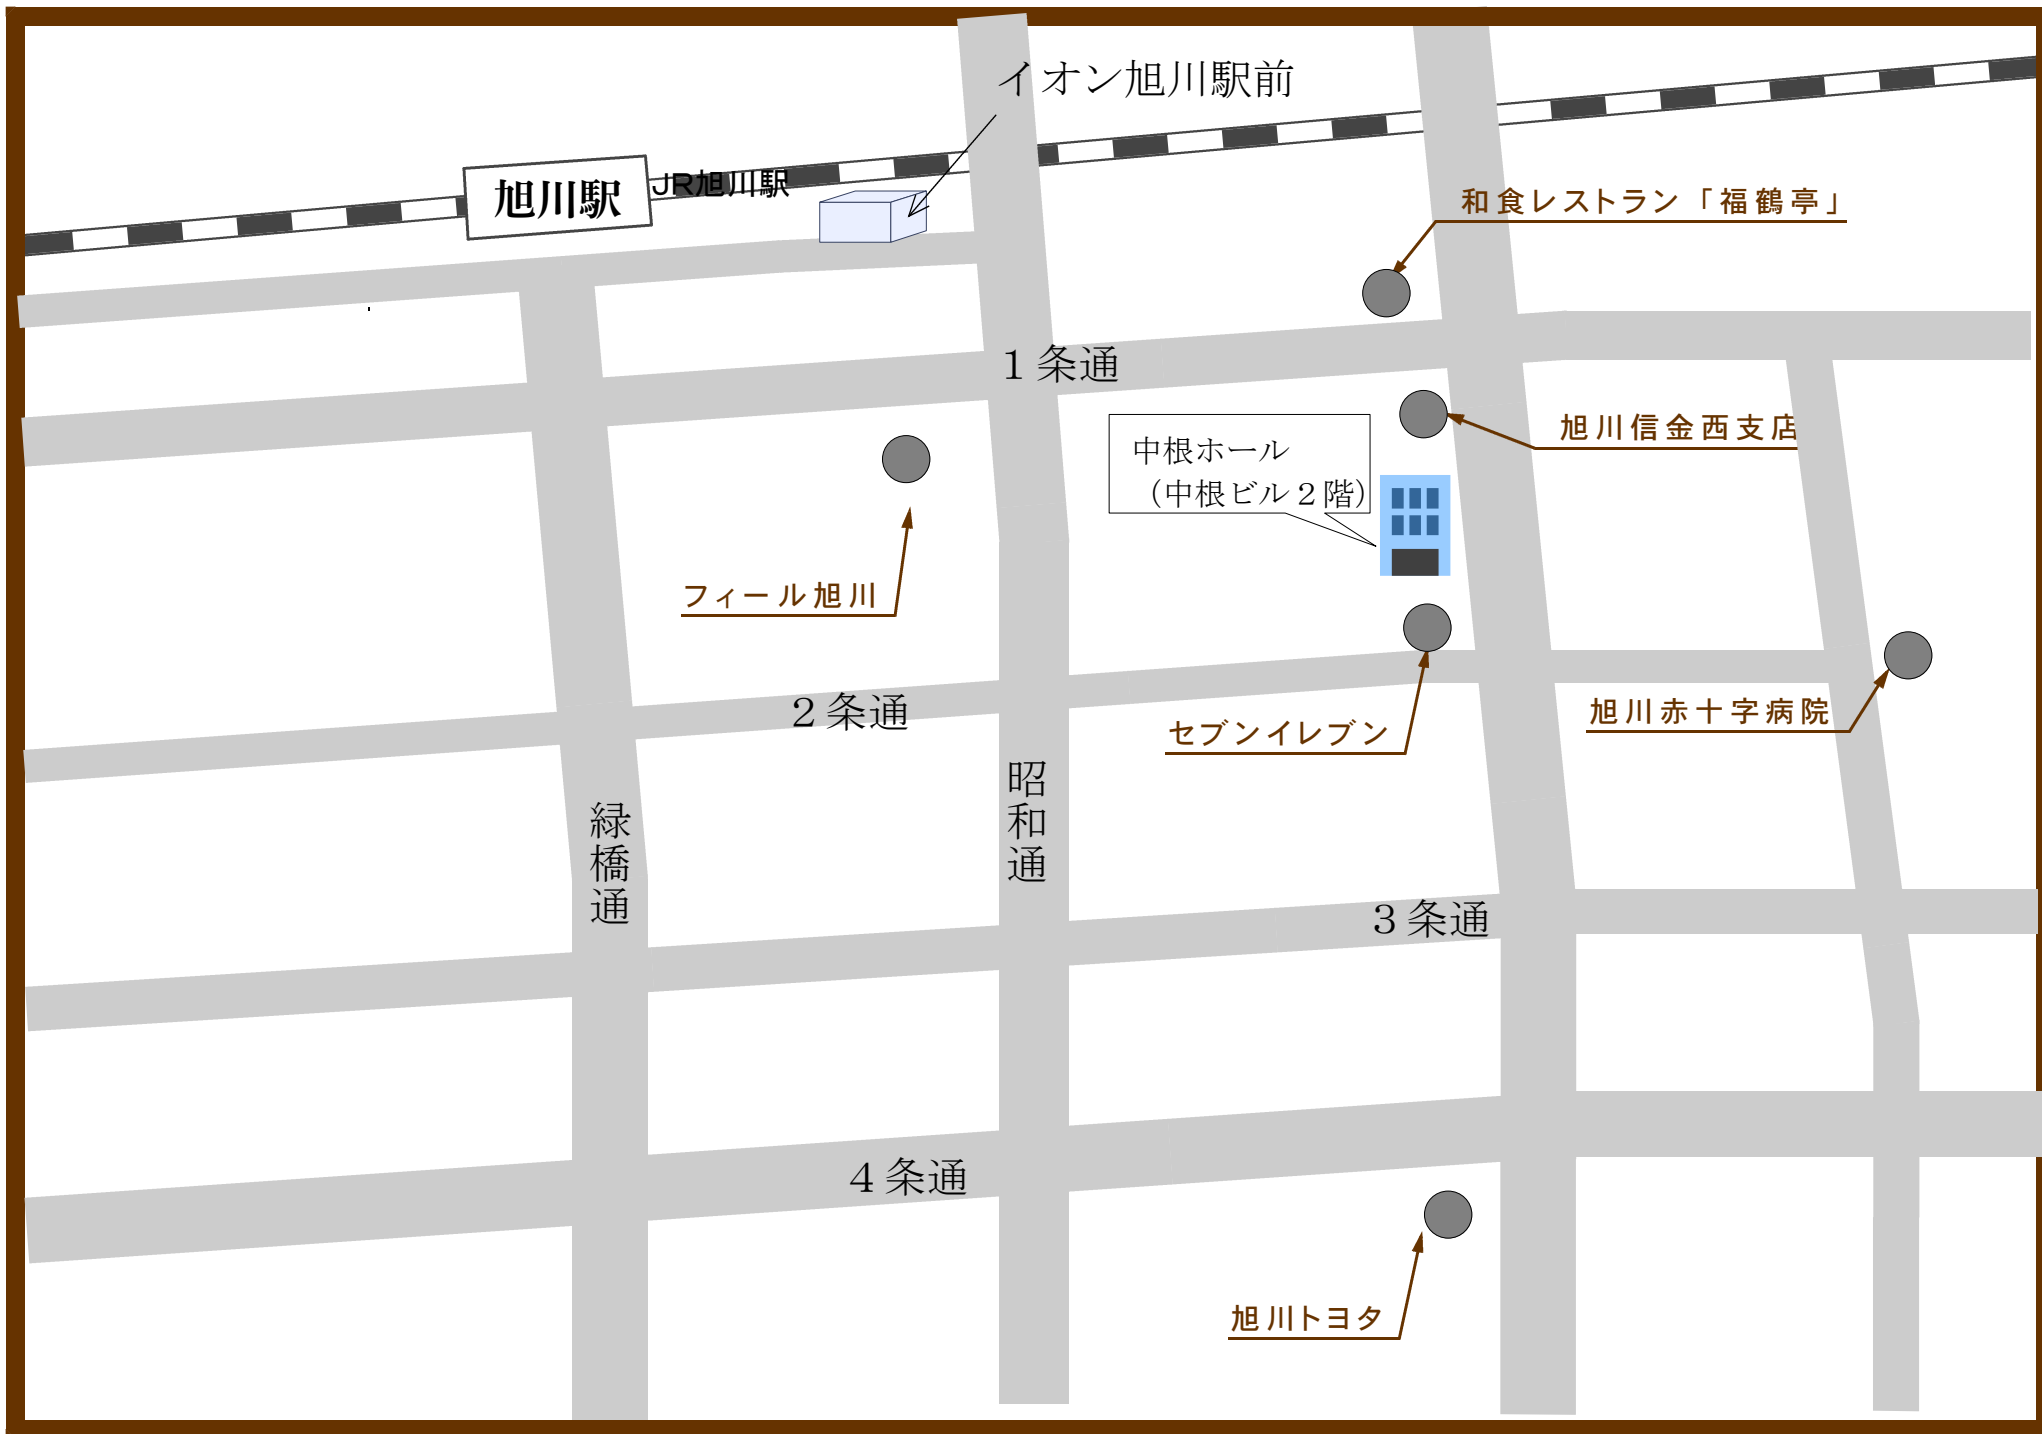 イオン旭川駅前
旭川駅
JR旭川駅
和食レストラン「福鶴亭」
1条通
旭川信金西支店
中根ホール
(中根ビル2階)
フィール旭川
2条通
セブンイレブン
旭川赤十字病院
昭和通
緑橋通
3条通
4条通
旭川トヨタ